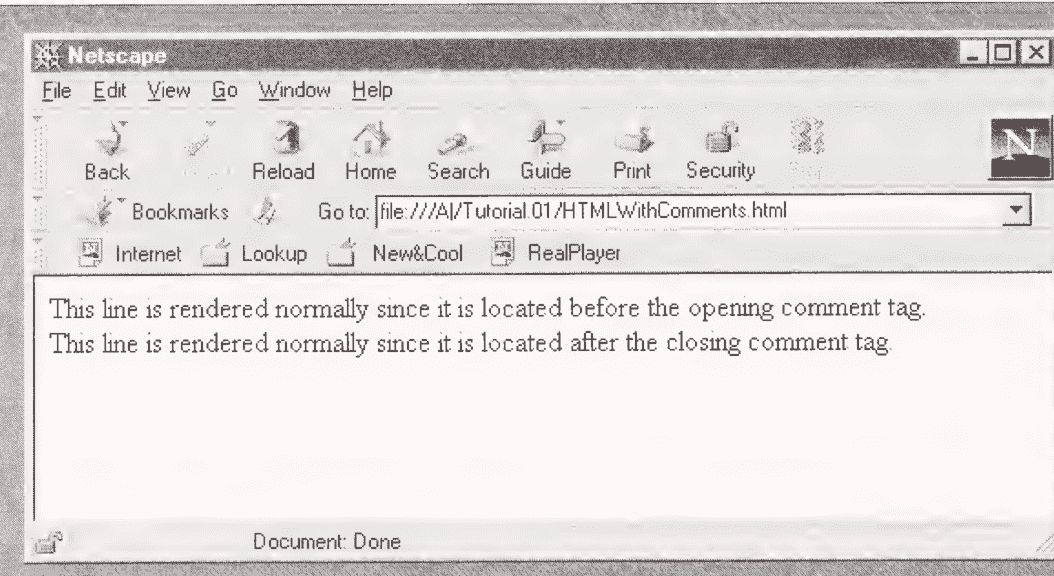 Netscape
File Edit View Go Window Help
Back Reload Home Search Guide Print Security
N
Bookmarks Go to: file:///A|/Tutorial.01/HTMLWithComments.html
Internet Lookup New&Cool RealPlayer
This line is rendered normally since it is located before the opening comment tag.
This line is rendered normally since it is located after the closing comment tag.
Document: Done